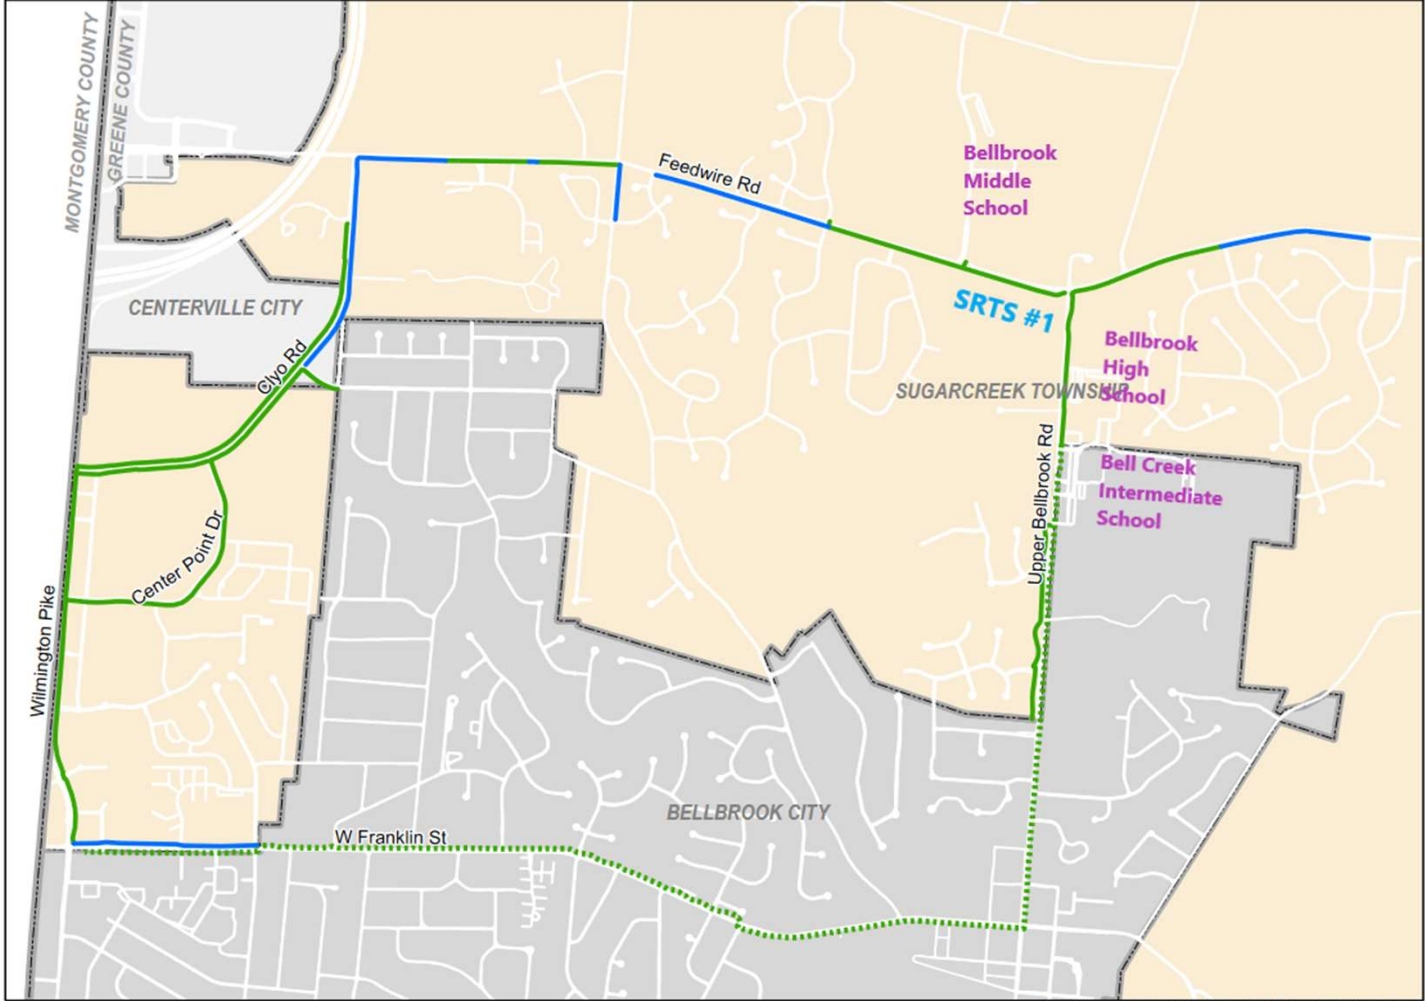 MONTGOMERY COUNTY
GREENE COUNTY
Feedwire Rd
Bellbrook
Middle
School
CENTERVILLE CITY
SRTS #1
Clyo Rd
Bellbrook
High
School
SUGARCREEK TOWNSHIP
Upper Bellbrook Rd
Bell Creek
Intermediate
School
Center Point Dr
Wilmington Pike
BELLBROOK CITY
W Franklin St